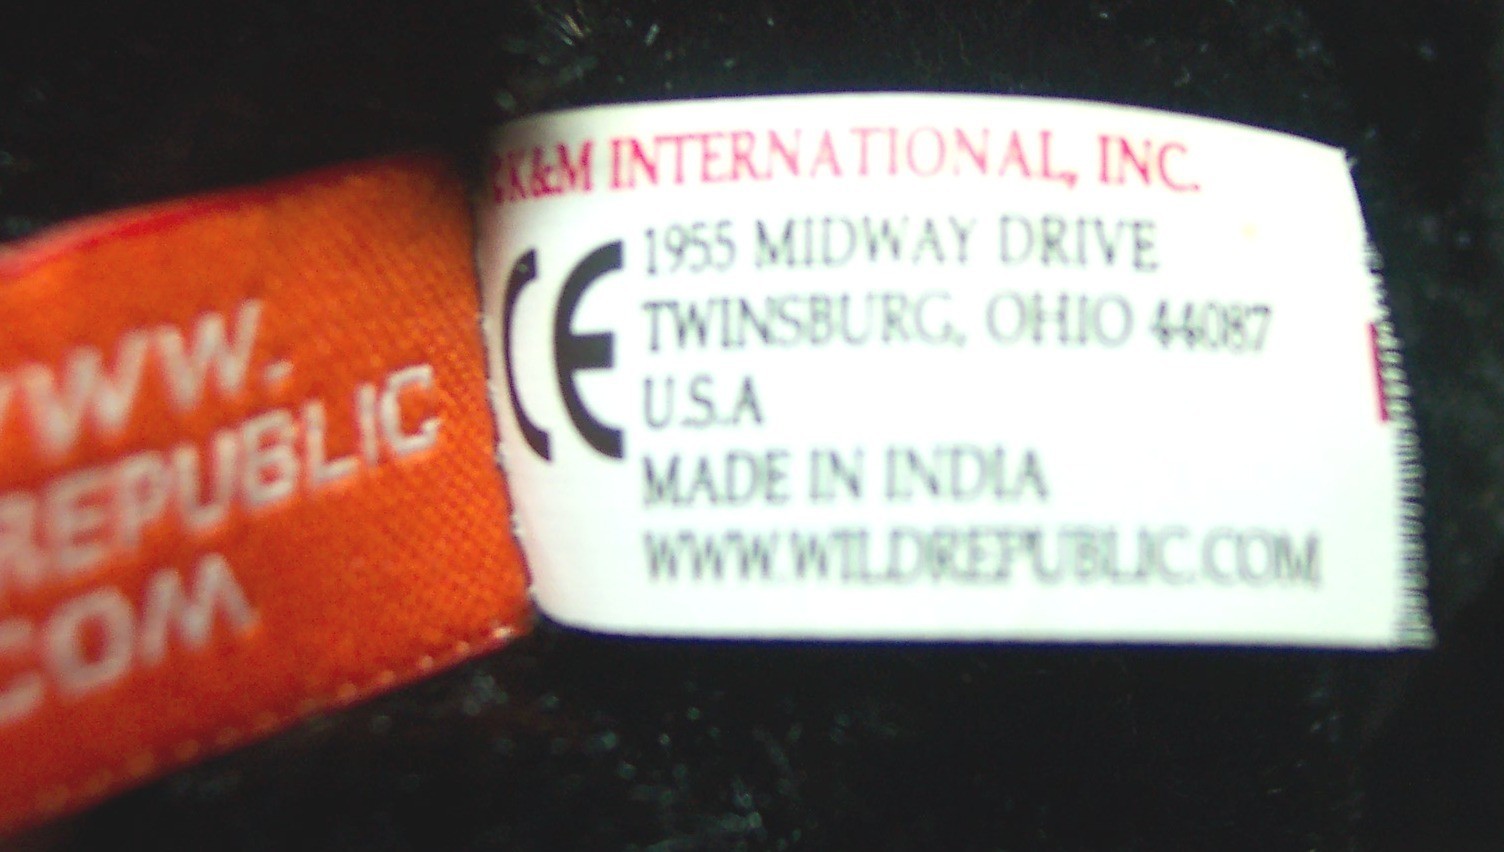 WWW.
REPUBLIC
COM
K&M INTERNATIONAL, INC.
CE
1955 MIDWAY DRIVE
TWINSBURG, OHIO 44087
U.S.A
MADE IN INDIA
WWW.WILDREPUBLIC.COM